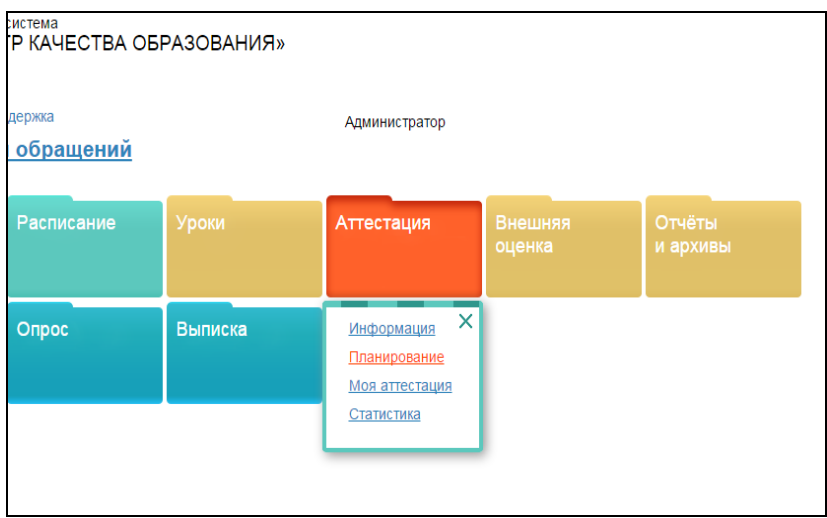 система
ТР КАЧЕСТВА ОБРАЗОВАНИЯ»
держка
Администратор
обращений
Расписание
Уроки
Аттестация
Внешняя
оценка
Отчёты
и архивы
Опрос
Выписка
Информация
Планирование
Моя аттестация
Статистика